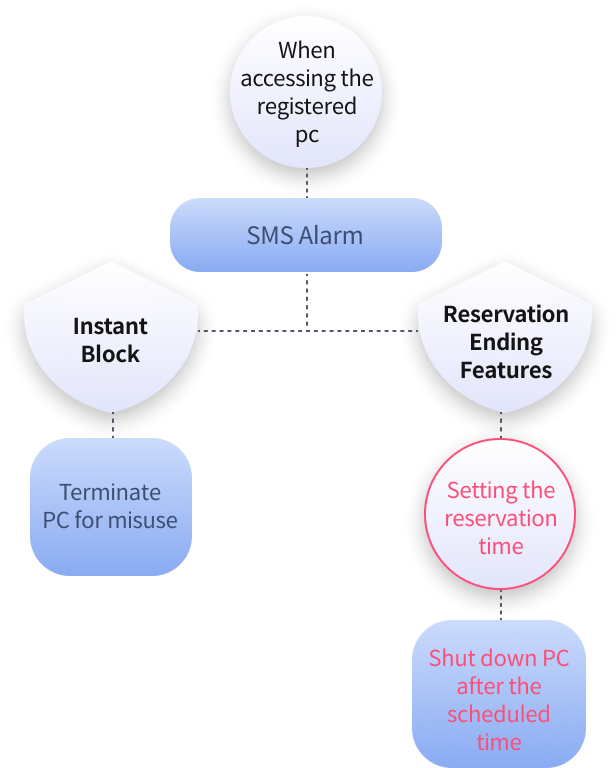 When
accessing the
registered
pc
SMS Alarm
Instant
Block
Reservation
Ending
Features
Terminate
PC for misuse
Setting the
reservation
time
Shut down PC
after the
scheduled
time